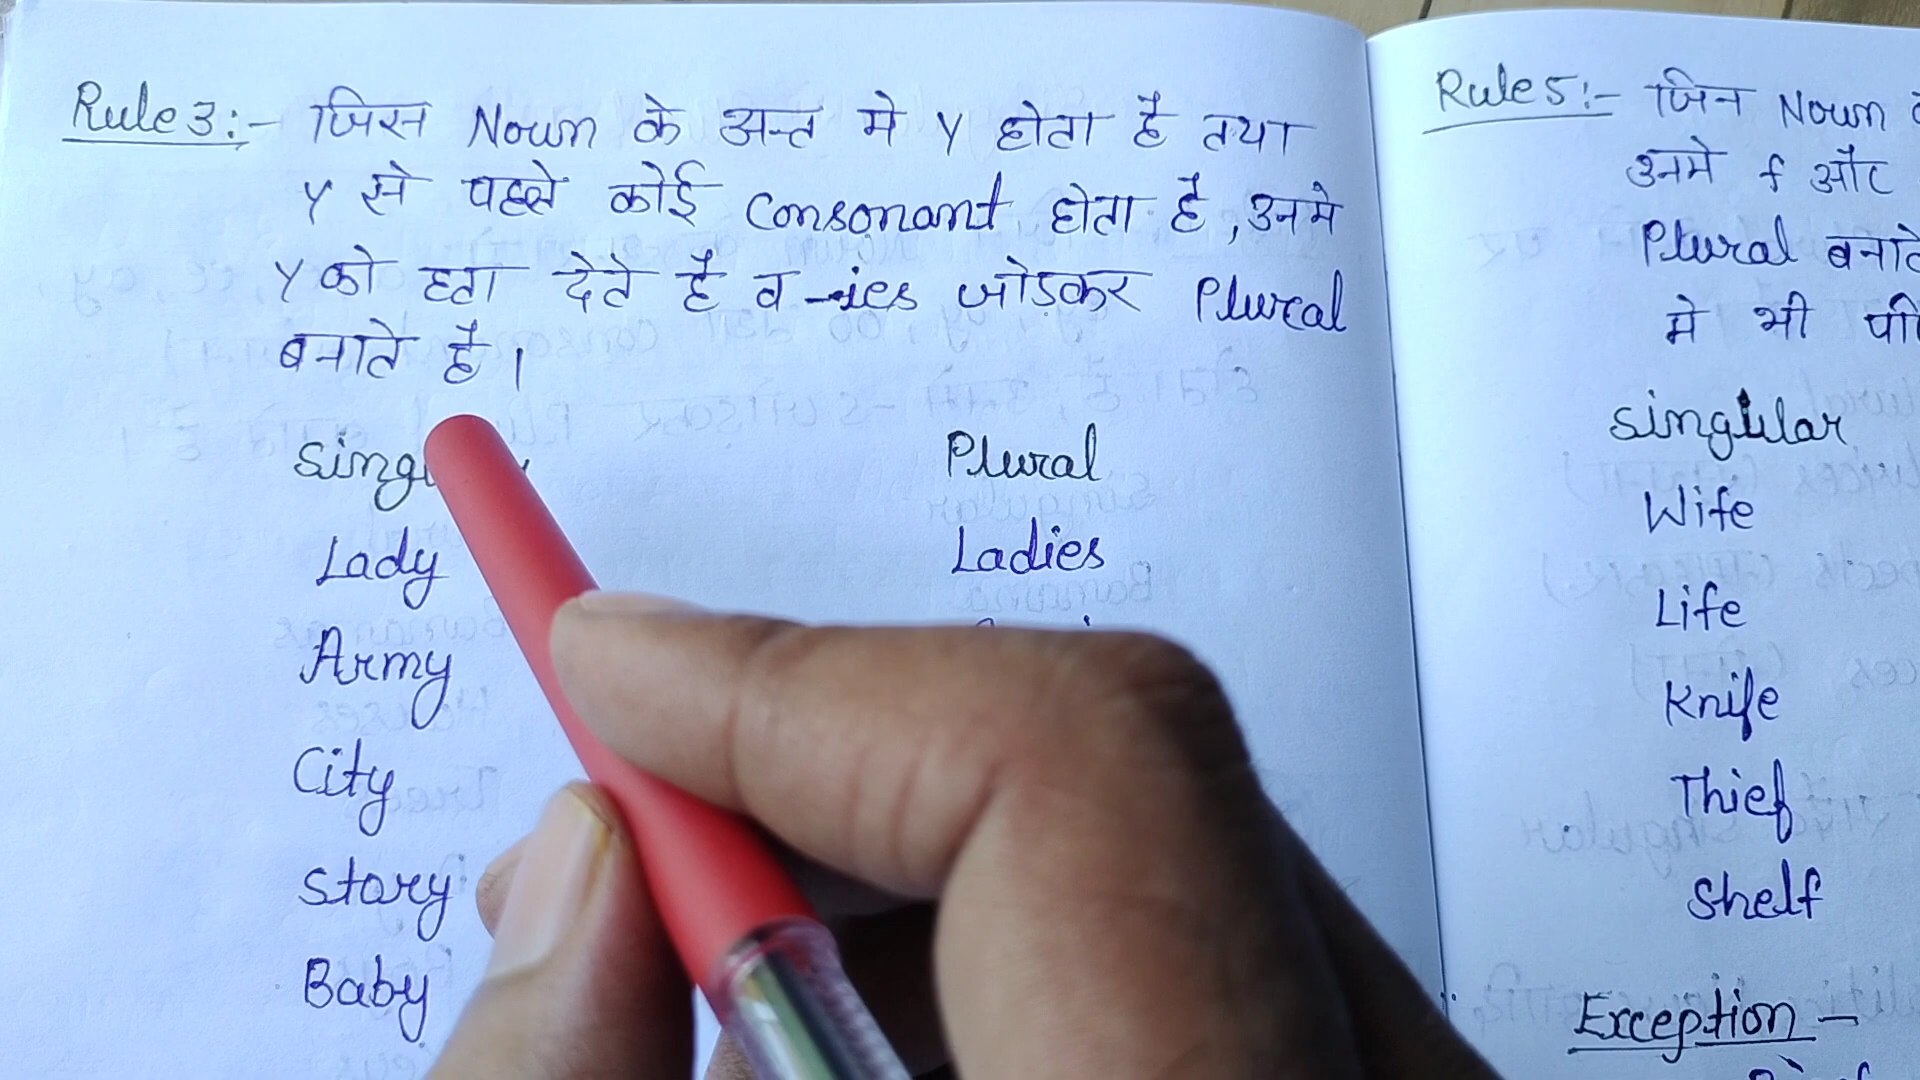 Rule 3:- जिस Noun के अन्त मे Y होता है तथा
Y से पहले कोई Consonant होता है, उनमे
Y को हटा देते है व -ies जोड़कर Plural
बनाते है।
Plural
Lady Ladies
Army
City
Story
Baby
Rule 5:- जिन Noun
उनमे f और
Plural बनाते
मे भी
Singular
Wife
Life
Knife
Thief
Shelf
Exception -